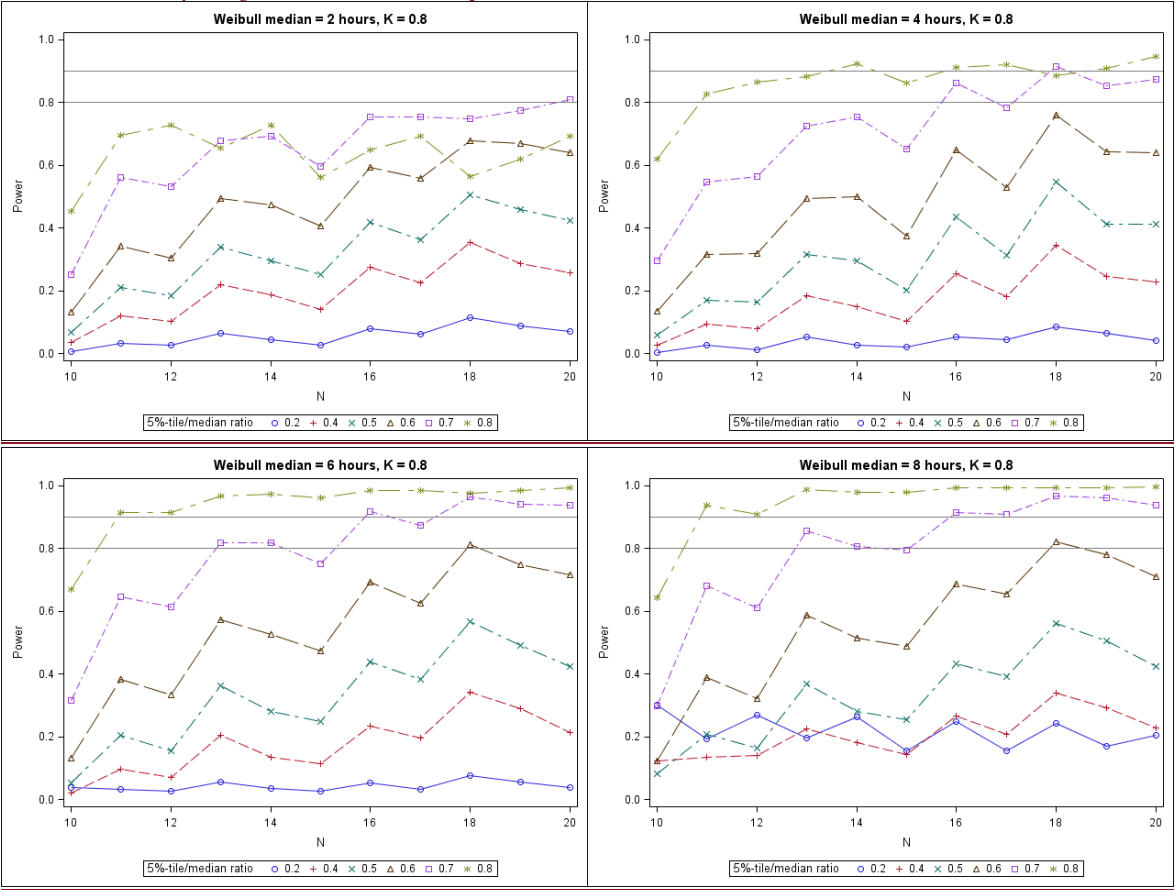 Weibull median = 2 hours, K = 0.8
1.0
0.8
0.6
0.4
0.2
0.0
Power
10 12 14 16 18 20
N
5%-tile/median ratio 0.2 0.4 0.5 0.6 0.7 0.8
Weibull median = 4 hours, K = 0.8
1.0
0.8
0.6
0.4
0.2
0.0
Power
10 12 14 16 18 20
N
5%-tile/median ratio 0.2 0.4 0.5 0.6 0.7 0.8
Weibull median = 6 hours, K = 0.8
1.0
0.8
0.6
0.4
0.2
0.0
Power
10 12 14 16 18 20
N
5%-tile/median ratio 0.2 0.4 0.5 0.6 0.7 0.8
Weibull median = 8 hours, K = 0.8
1.0
0.8
0.6
0.4
0.2
0.0
Power
10 12 14 16 18 20
N
5%-tile/median ratio 0.2 0.4 0.5 0.6 0.7 0.8